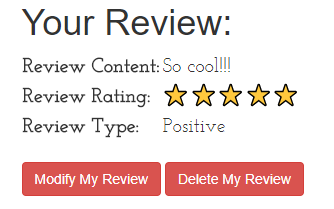 Your Review:
Review Content: So cool!!!
Review Rating:
Review Type: Positive
Modify My Review Delete My Review